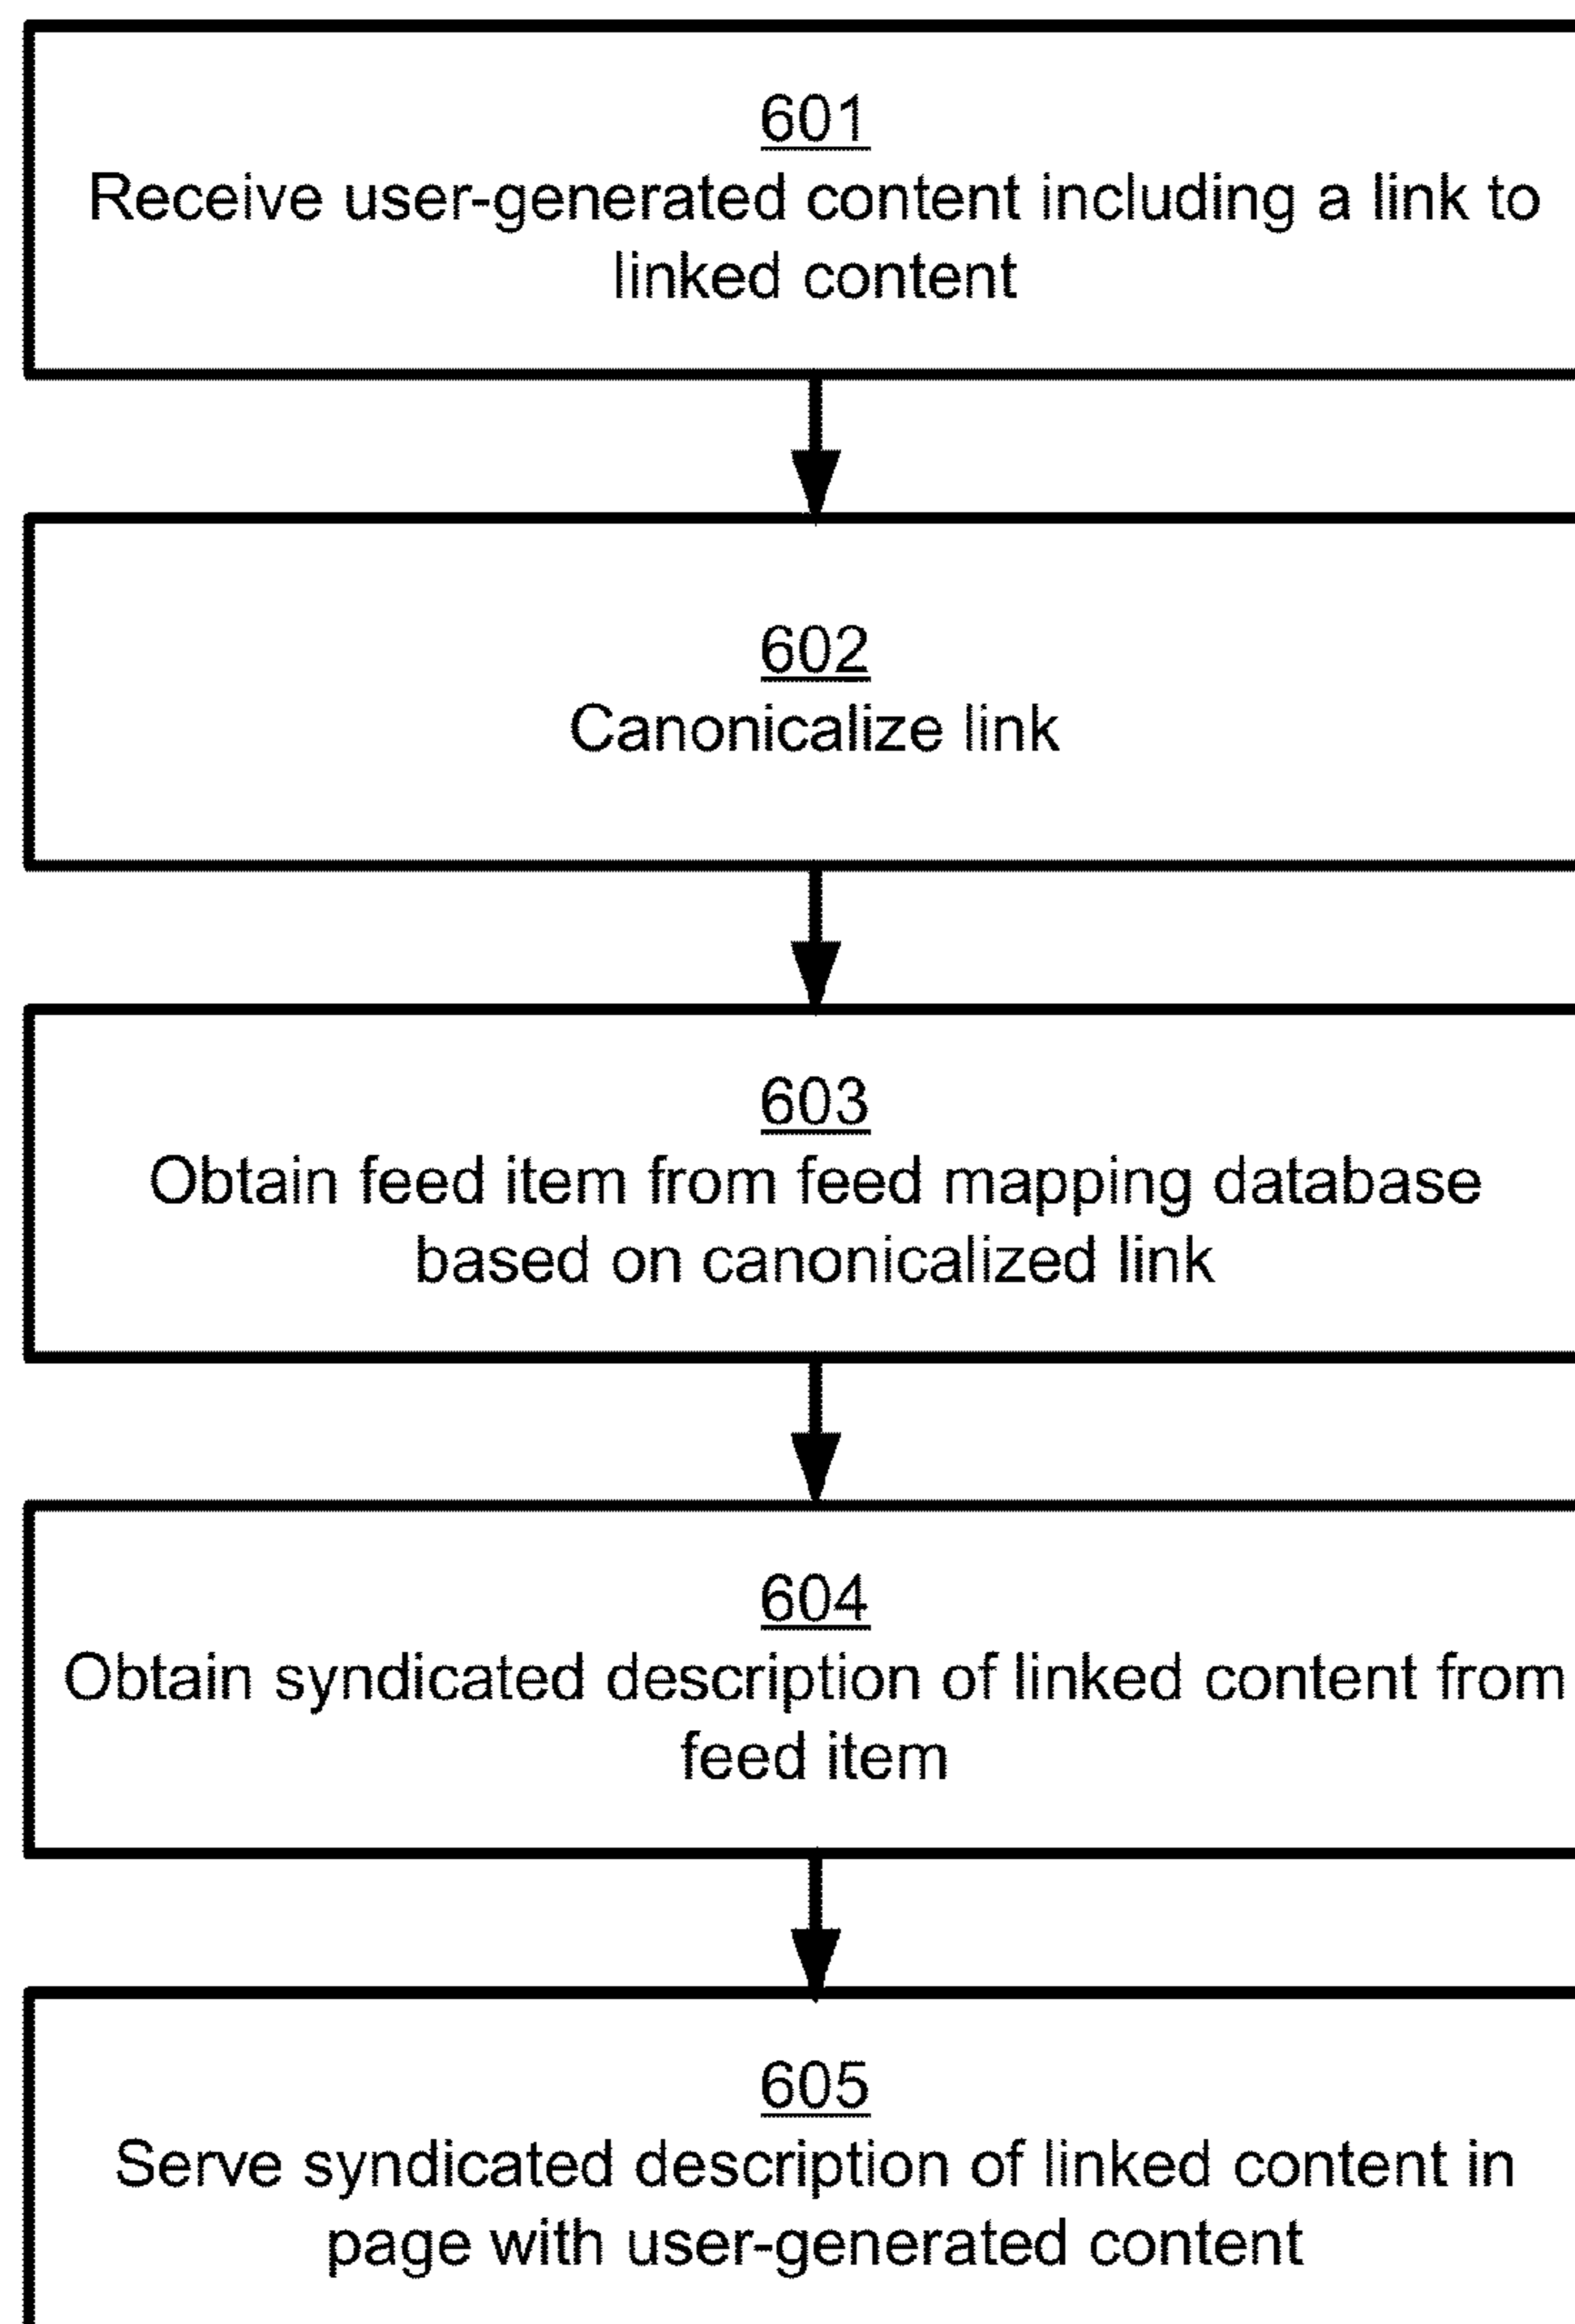 601
Receive user-generated content including a link to
linked content
602
Canonicalize link
603
Obtain feed item from feed mapping database
based on canonicalized link
604
Obtain syndicated description of linked content from
feed item
605
Serve syndicated description of linked content in
page with user-generated content